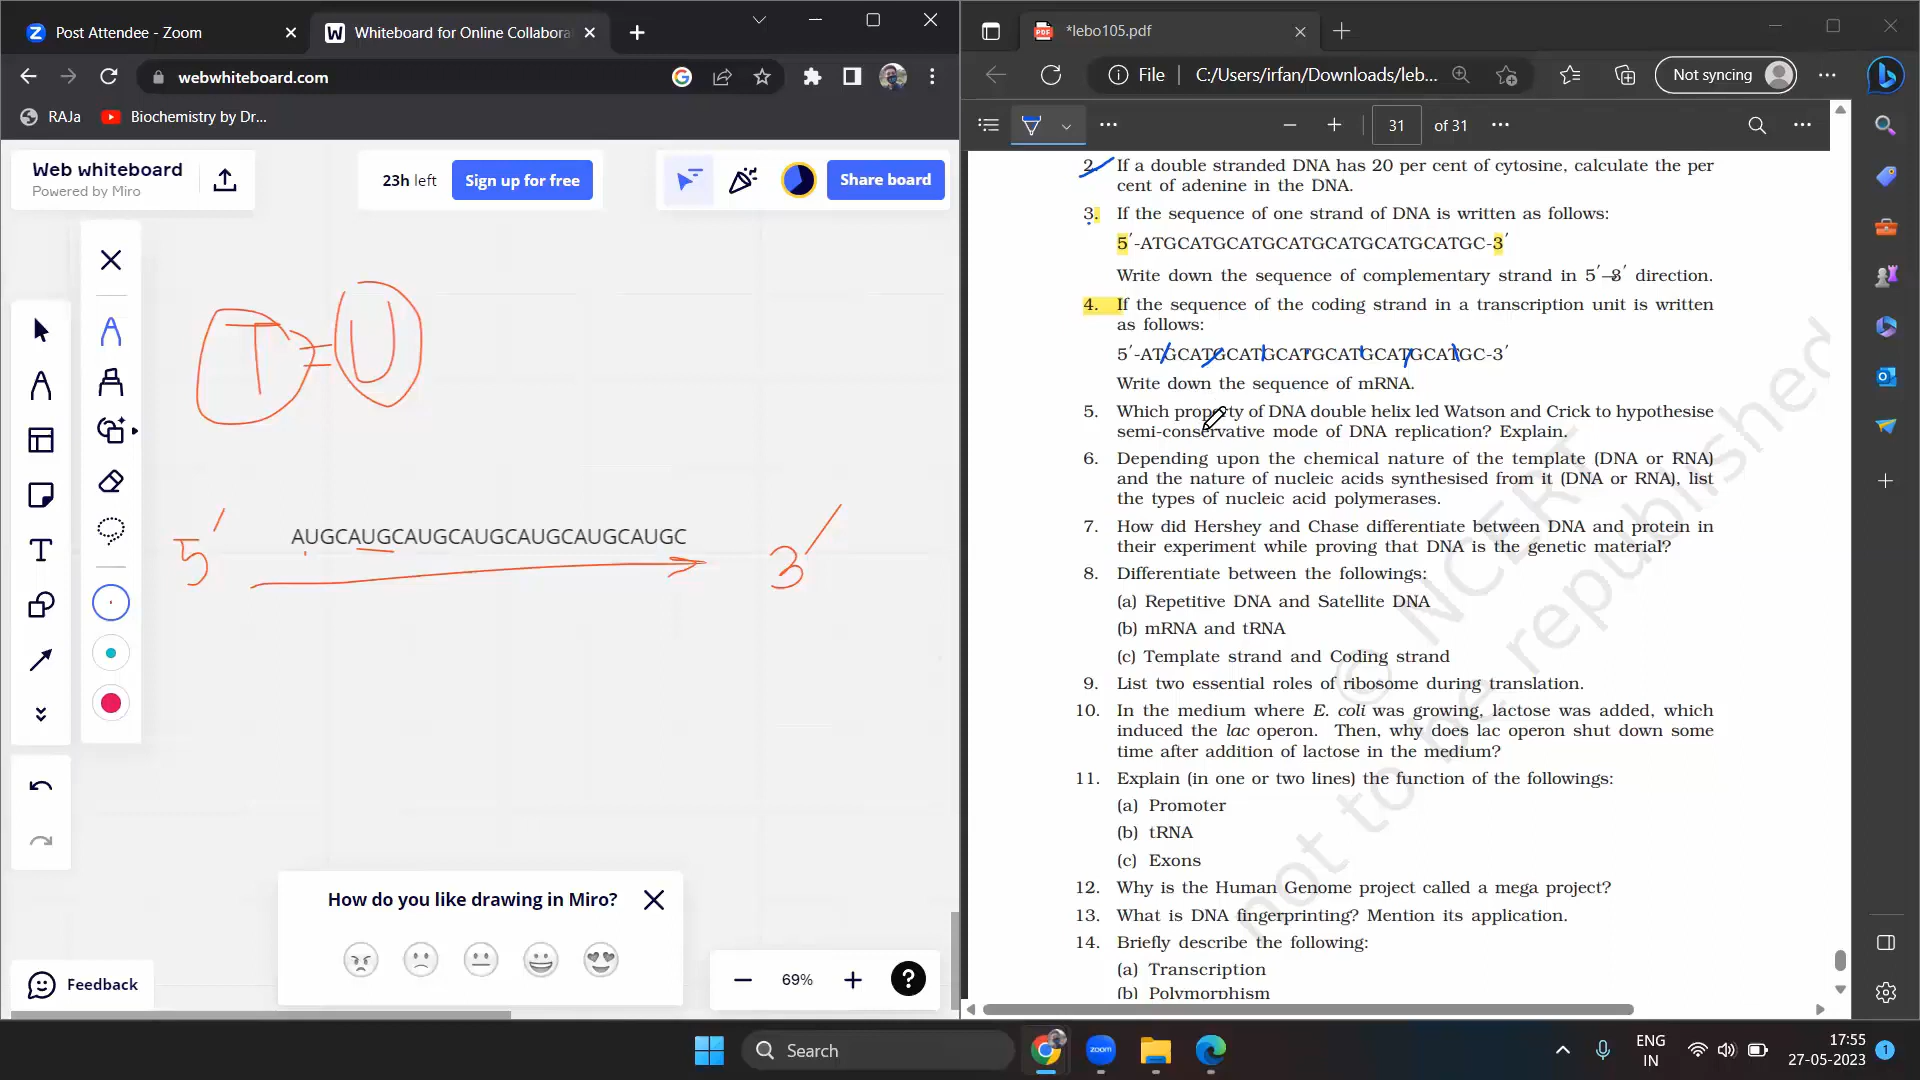 Post Attendee - Zoom
Whiteboard for Online Collabora
*lebo105.pdf
webwhiteboard.com
File
C:/Users/irfan/Downloads/leb...
Not syncing
RAJa
Biochemistry by Dr...
31 of 31
Web whiteboard
Powered by Miro
23h left
Sign up for free
Share board
T = U
5′ AUGCAUGCAUGCAUGCAUGCAUGCAUGC 3′
How do you like drawing in Miro?
Feedback
69%
2. If a double stranded DNA has 20 per cent of cytosine, calculate the per
cent of adenine in the DNA.
3. If the sequence of one strand of DNA is written as follows:
5′-ATGCATGCATGCATGCATGCATGCATGC-3′
Write down the sequence of complementary strand in 5′→3′ direction.
4. If the sequence of the coding strand in a transcription unit is written
as follows:
5′-ATGCATGCATGCATGCATGCATGCATGC-3′
Write down the sequence of mRNA.
5. Which property of DNA double helix led Watson and Crick to hypothesise
semi-conservative mode of DNA replication? Explain.
6. Depending upon the chemical nature of the template (DNA or RNA)
and the nature of nucleic acids synthesised from it (DNA or RNA), list
the types of nucleic acid polymerases.
7. How did Hershey and Chase differentiate between DNA and protein in
their experiment while proving that DNA is the genetic material?
8. Differentiate between the followings:
(a) Repetitive DNA and Satellite DNA
(b) mRNA and tRNA
(c) Template strand and Coding strand
9. List two essential roles of ribosome during translation.
10. In the medium where E. coli was growing, lactose was added, which
induced the lac operon. Then, why does lac operon shut down some
time after addition of lactose in the medium?
11. Explain (in one or two lines) the function of the followings:
(a) Promoter
(b) tRNA
(c) Exons
12. Why is the Human Genome project called a mega project?
13. What is DNA fingerprinting? Mention its application.
14. Briefly describe the following:
(a) Transcription
(b) Polymorphism
© NCERT
not to be republished
Search
zoom
ENG
IN
17:55
27-05-2023
1